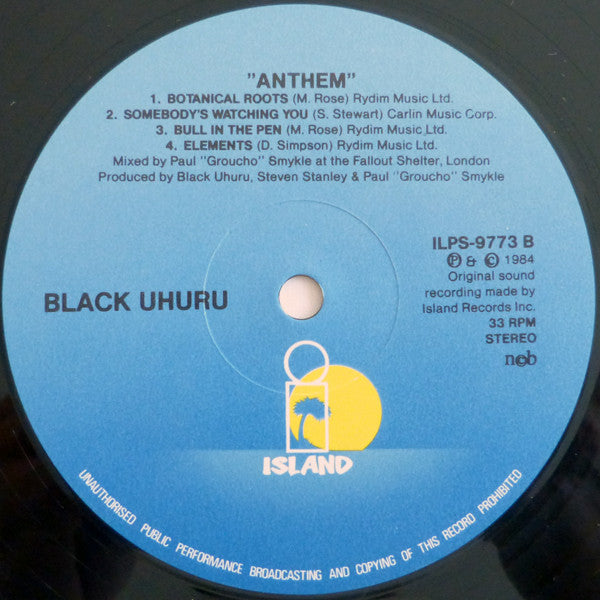 "ANTHEM"
1. BOTANICAL ROOTS (M. Rose) Rydim Music Ltd.
2. SOMEBODY'S WATCHING YOU (S. Stewart) Carlin Music Corp.
3. BULL IN THE PEN (M. Rose) Rydim Music Ltd.
4. ELEMENTS (D. Simpson) Rydim Music Ltd.
Mixed by Paul "Groucho" Smykle at the Fallout Shelter, London
Produced by Black Uhuru, Steven Stanley & Paul "Groucho" Smykle
BLACK UHURU
ILPS-9773 B
Ⓟ & © 1984
Original sound
recording made by
Island Records Inc.
33 RPM
STEREO
ncb
ISLAND
UNAUTHORISED PUBLIC PERFORMANCE BROADCASTING AND COPYING OF THIS RECORD PROHIBITED